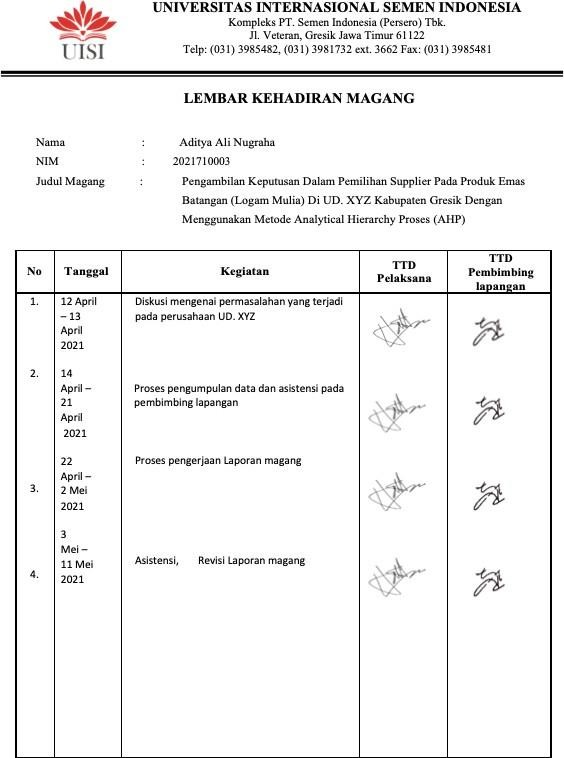 UNIVERSITAS INTERNASIONAL SEMEN INDONESIA
Kompleks PT. Semen Indonesia (Persero) Tbk.
Jl. Veteran, Gresik Jawa Timur 61122
Telp: (031) 3985482, (031) 3981732 ext. 3662 Fax: (031) 3985481
UISI
LEMBAR KEHADIRAN MAGANG
Nama : Aditya Ali Nugraha
NIM : 2021710003
Judul Magang : Pengambilan Keputusan Dalam Pemilihan Supplier Pada Produk Emas
Batangan (Logam Mulia) Di UD. XYZ Kabupaten Gresik Dengan
Menggunakan Metode Analytical Hierarchy Proses (AHP)
No Tanggal Kegiatan TTD Pelaksana TTD Pembimbing lapangan
1. 12 April Diskusi mengenai permasalahan yang terjadi
– 13 pada perusahaan UD. XYZ
April
2021
2. 14
April – Proses pengumpulan data dan asistensi pada
21 pembimbing lapangan
April
2021
22 Proses pengerjaan Laporan magang
April –
3. 2 Mei
2021
3
Mei –
11 Mei Asistensi, Revisi Laporan magang
4. 2021